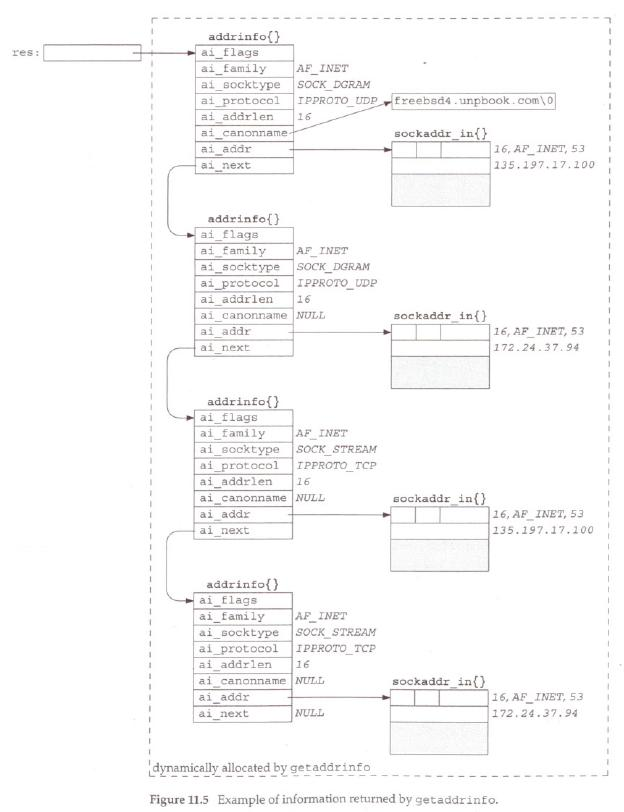 addrinfo{}
res:
ai_flags
ai_family AF_INET
ai_socktype SOCK_DGRAM
ai_protocol IPPROTO_UDP freebsd4.unpbook.com\0
ai_addrlen 16
ai_canonname sockaddr_in{}
ai_addr 16, AF_INET, 53
ai_next 135.197.17.100
addrinfo{}
ai_flags
ai_family AF_INET
ai_socktype SOCK_DGRAM
ai_protocol IPPROTO_UDP
ai_addrlen 16
ai_canonname NULL sockaddr_in{}
ai_addr 16, AF_INET, 53
ai_next 172.24.37.94
addrinfo{}
ai_flags
ai_family AF_INET
ai_socktype SOCK_STREAM
ai_protocol IPPROTO_TCP
ai_addrlen 16
ai_canonname NULL sockaddr_in{}
ai_addr 16, AF_INET, 53
ai_next 135.197.17.100
addrinfo{}
ai_flags
ai_family AF_INET
ai_socktype SOCK_STREAM
ai_protocol IPPROTO_TCP
ai_addrlen 16
ai_canonname NULL sockaddr_in{}
ai_addr 16, AF_INET, 53
ai_next NULL 172.24.37.94
dynamically allocated by getaddrinfo
Figure 11.5 Example of information returned by getaddrinfo.